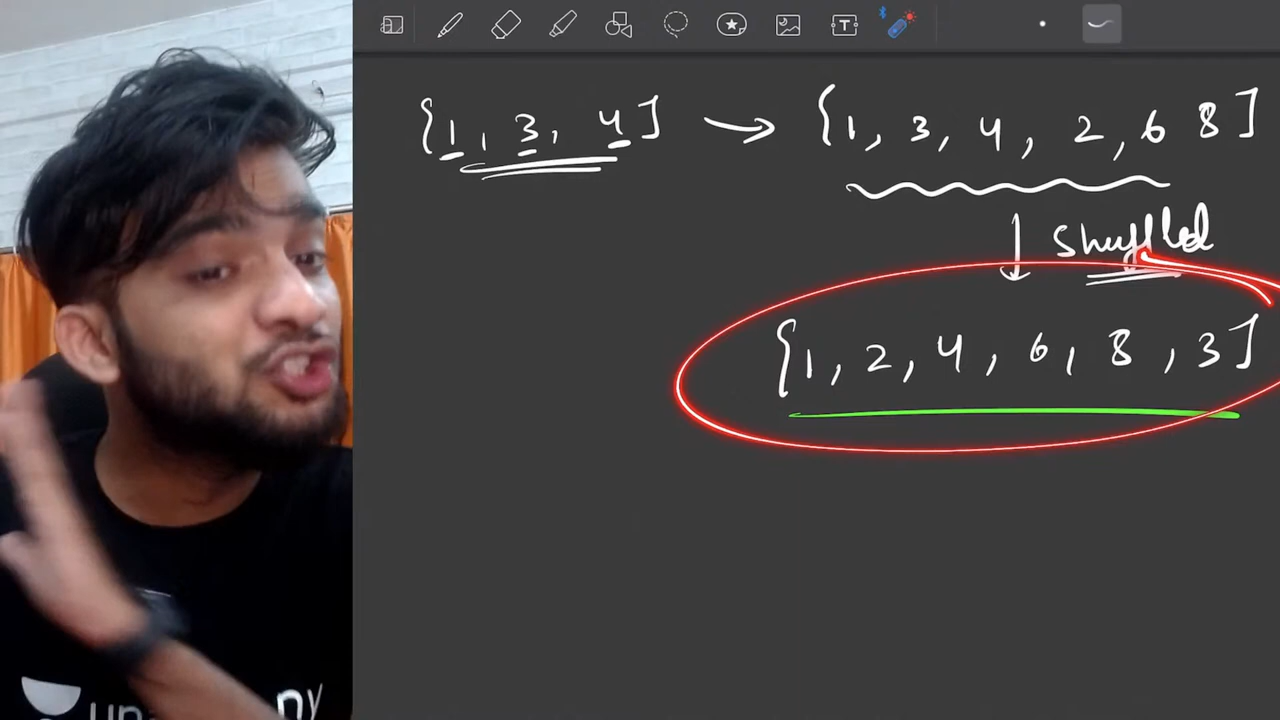 {1, 3, 4] → {1, 3, 4, 2, 6 8]
↓ Shuffled
{1, 2, 4, 6, 8, 3]
T